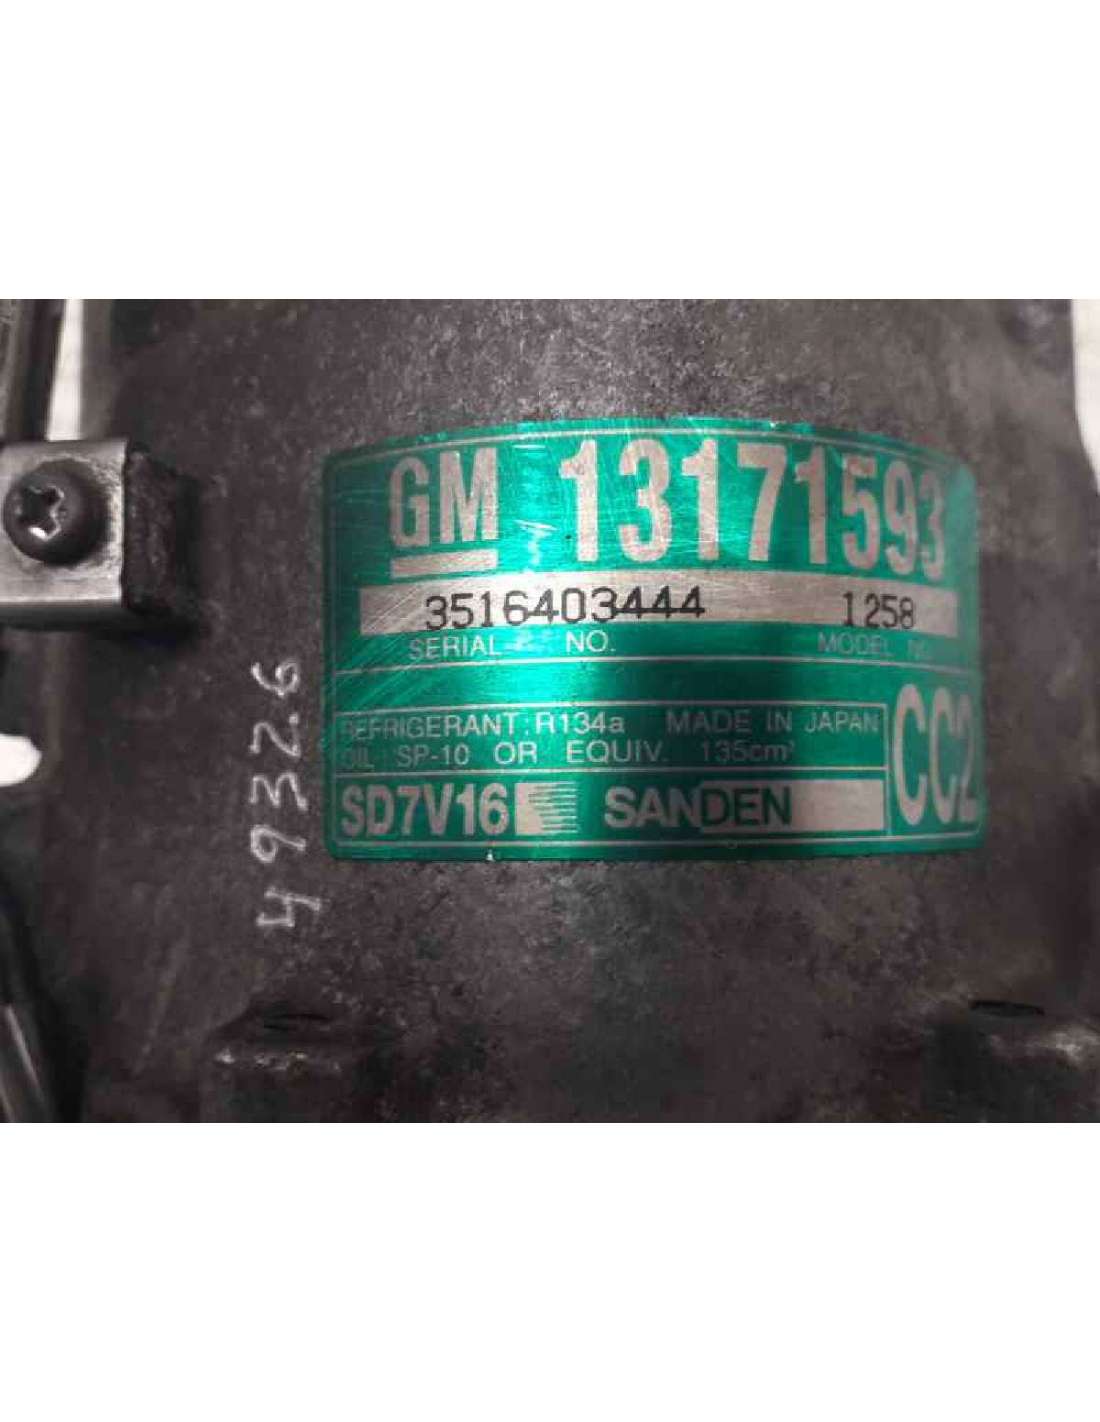 GM 13171593
3516403444 1258
SERIAL NO. MODEL
REFRIGERANT: R134a MADE IN JAPAN
OIL: SP-10 OR EQUIV. 135cm³
CC2
SD7V16 SANDEN
49326